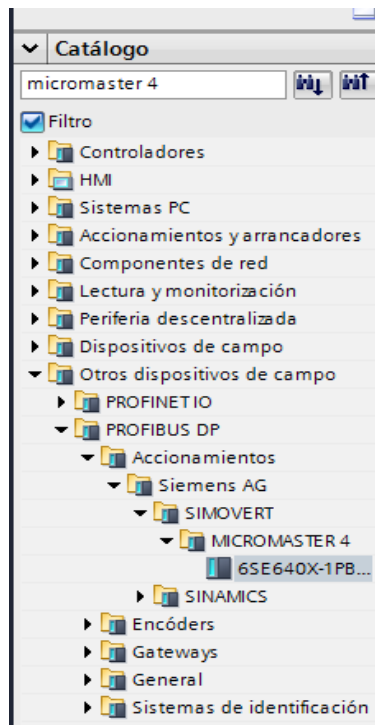 Catálogo
micromaster 4
Filtro
Controladores
HMI
Sistemas PC
Accionamientos y arrancadores
Componentes de red
Lectura y monitorización
Periferia descentralizada
Dispositivos de campo
Otros dispositivos de campo
PROFINET IO
PROFIBUS DP
Accionamientos
Siemens AG
SIMOVERT
MICROMASTER 4
6SE640X-1PB...
SINAMICS
Encóders
Gateways
General
Sistemas de identificación